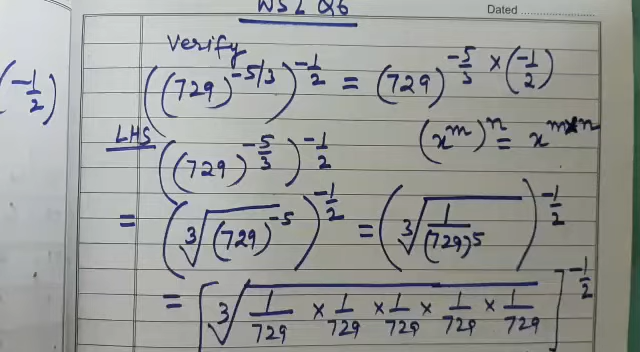 WS L Q6
Dated
Verify
((729)^{-5/3})^{-1/2} = (729)^{-5/3 × (-1/2)}
(-1/2)
LHS ((729)^{-5/3})^{-1/2} (x^m)^n = x^{m×n}
= (∛(729)^{-5})^{-1/2} = (∛(1/(729)^5))^{-1/2}
= [∛(1/729 × 1/729 × 1/729 × 1/729 × 1/729)]^{-1/2}